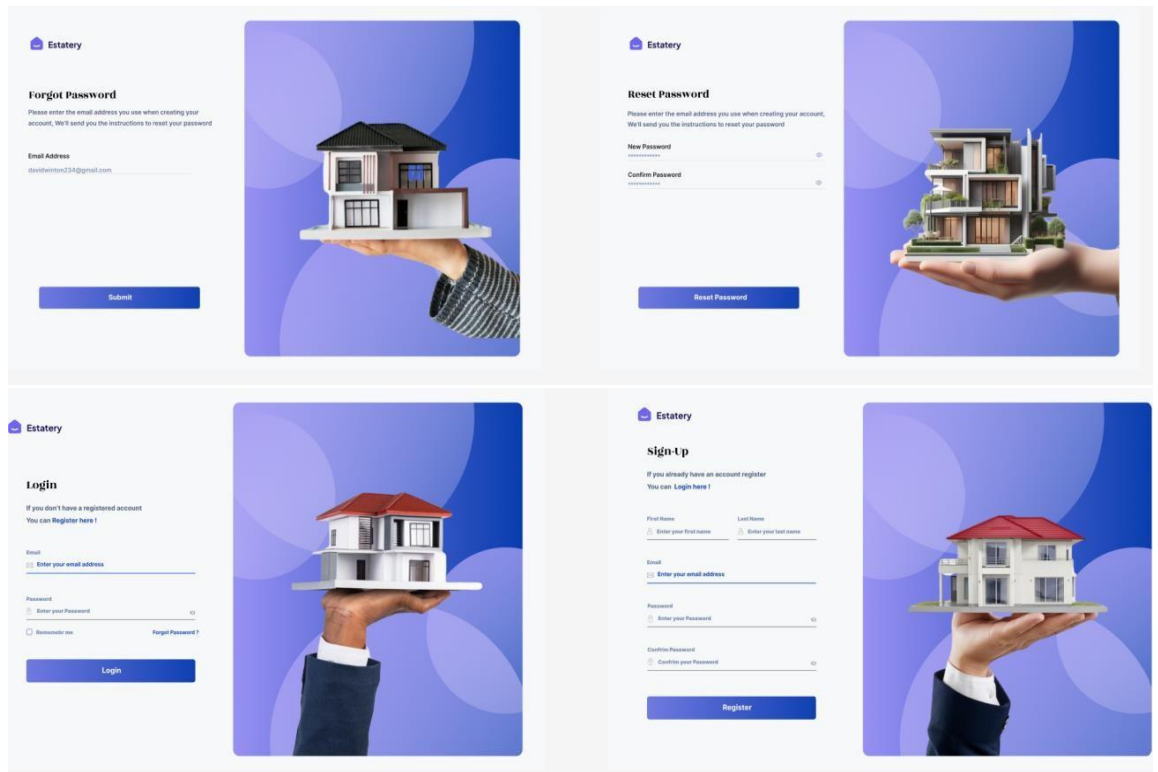 Estatery
Forgot Password
Please enter the email address you use when creating your
account, We'll send you the instructions to reset your password
Email Address
davidwinton234@gmail.com
Submit
Estatery
Reset Password
Please enter the email address you use when creating your account,
We'll send you the instructions to reset your password
New Password
************
Confirm Password
************
Reset Password
Estatery
Login
If you don't have a registered account
You can Register here !
Email
Enter your email address
Password
Enter your Password
Rememebr me
Forgot Password ?
Login
Estatery
Sign-Up
If you already have an account register
You can Login here !
First Name
Last Name
Enter your first name
Enter your last name
Email
Enter your email address
Password
Enter your Password
Confrim Password
Confrim your Password
Register